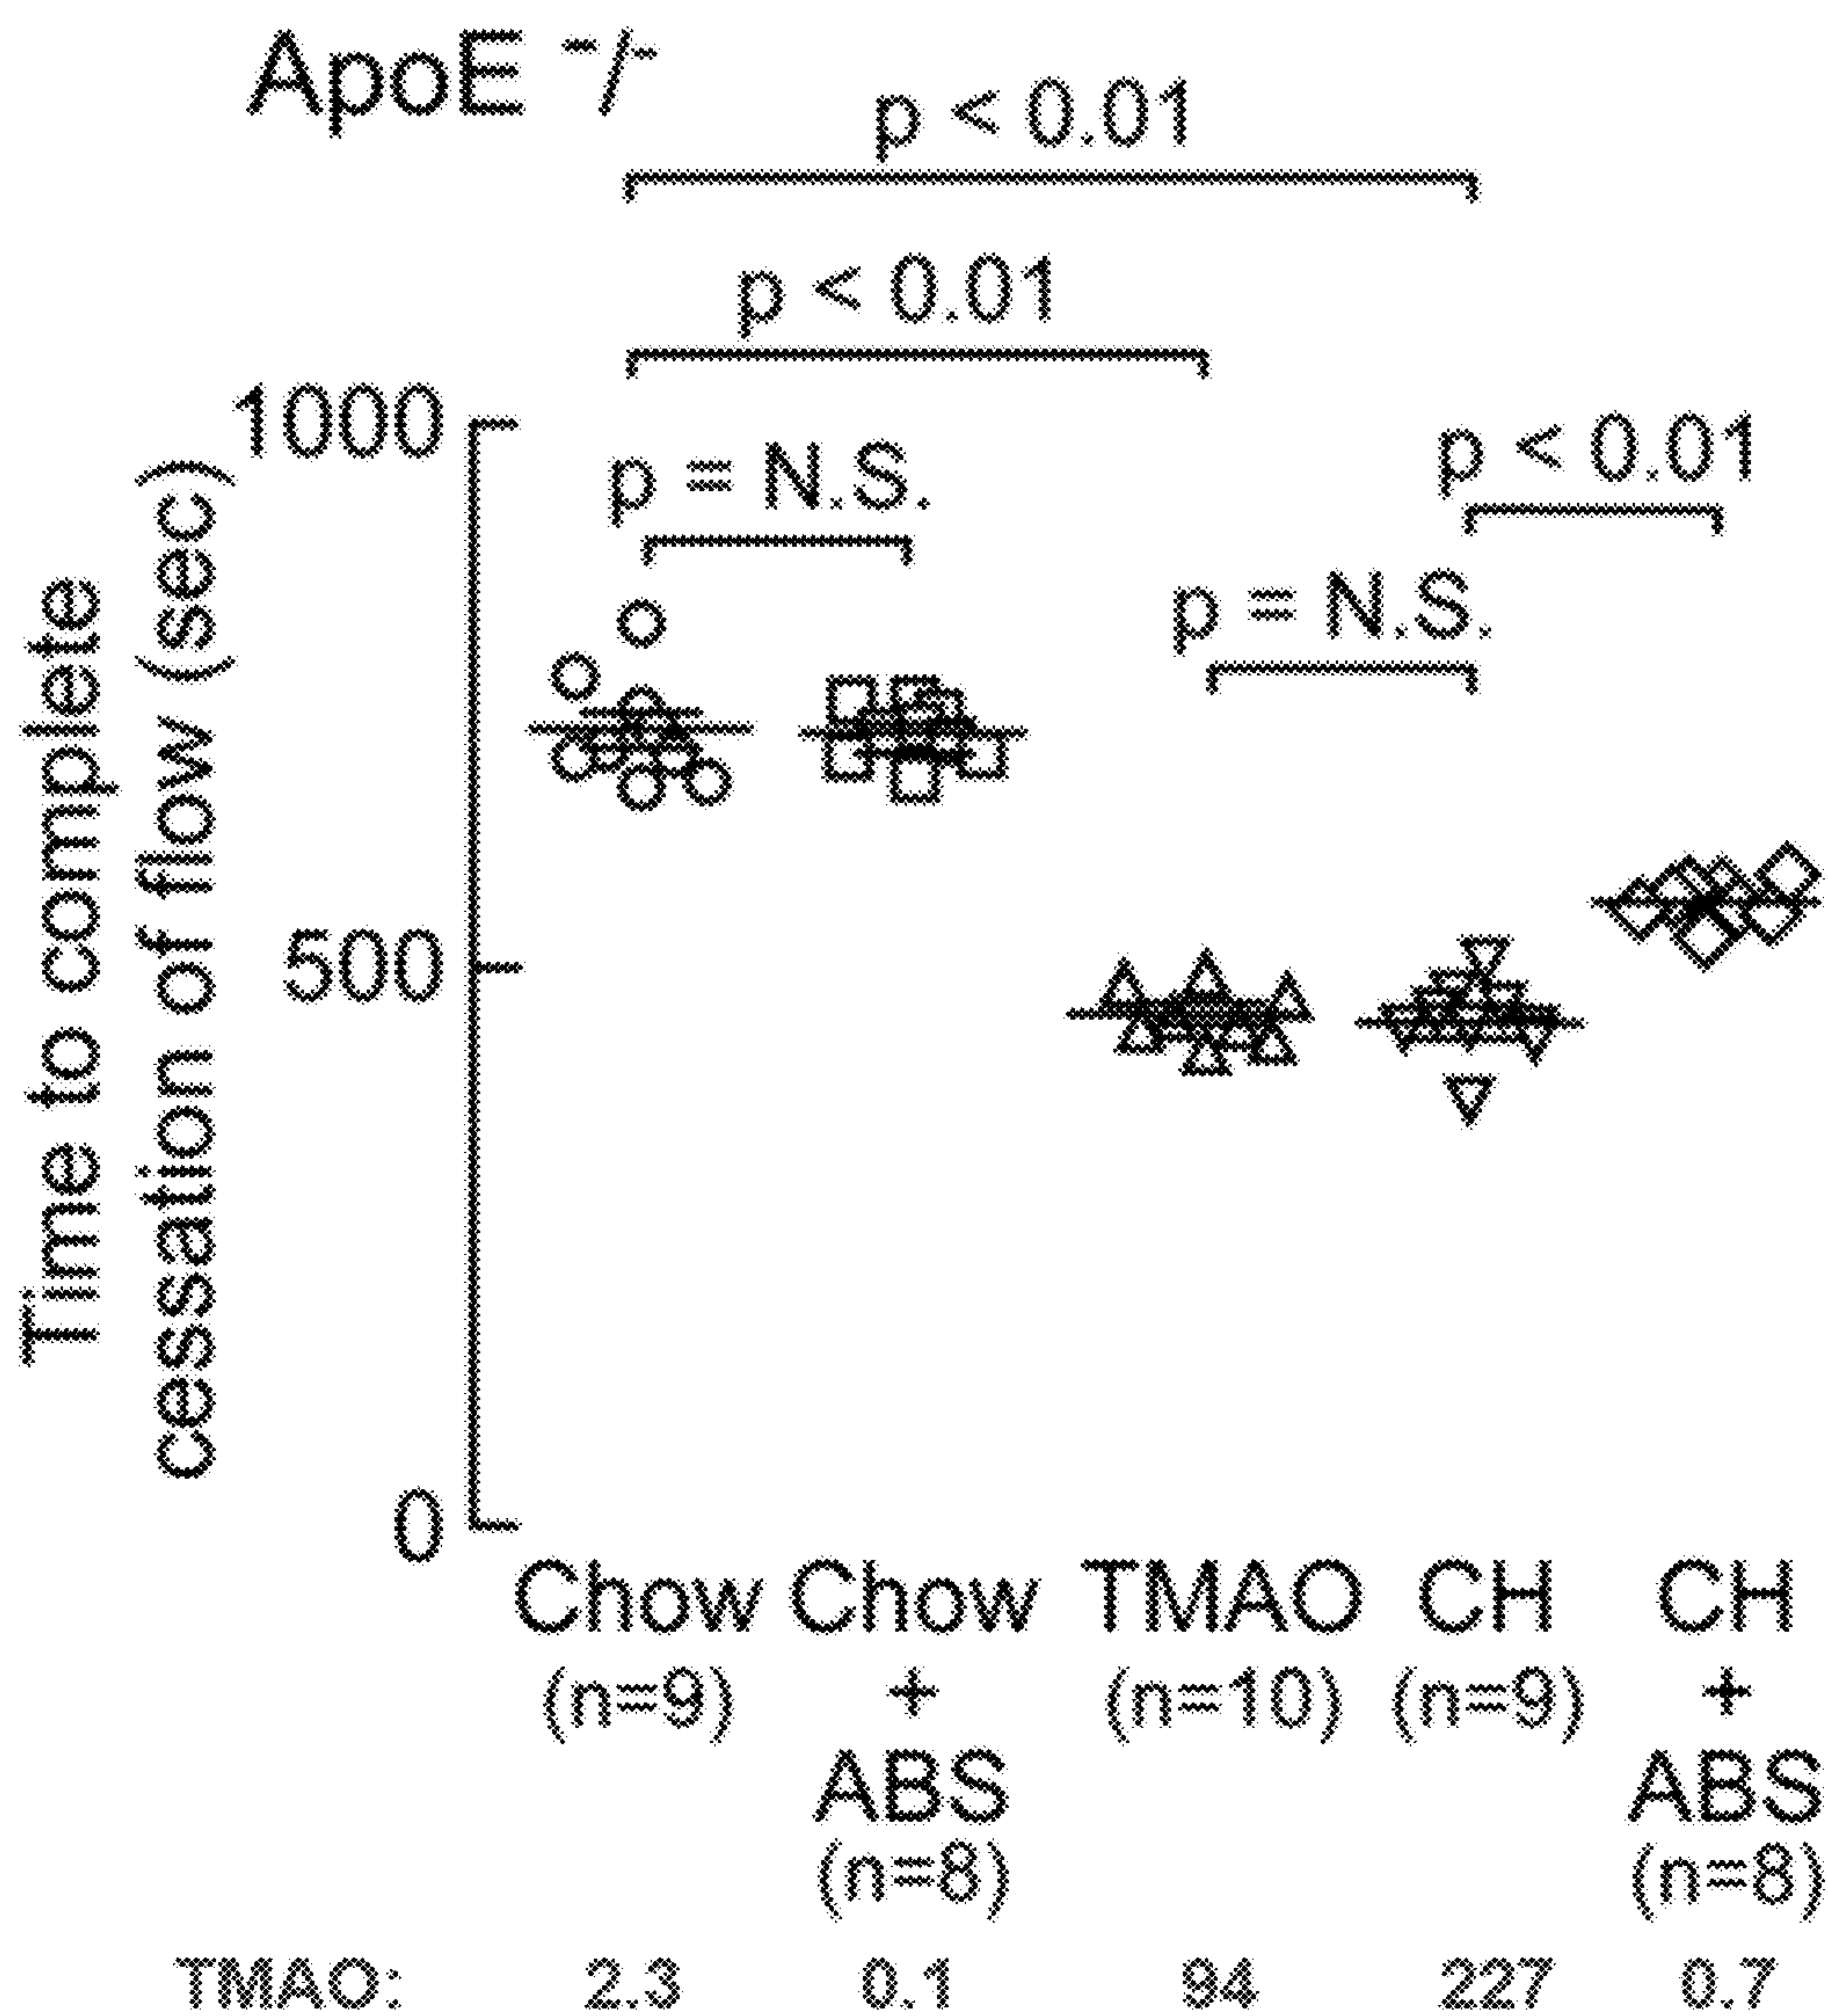 ApoE ⁻/⁻
p < 0.01
p < 0.01
p = N.S.
p < 0.01
p = N.S.
Time to complete
cessation of flow (sec)
1000
500
0
Chow Chow TMAO CH CH
(n=9) + (n=10) (n=9) +
ABS ABS
(n=8) (n=8)
TMAO: 2.3 0.1 94 227 0.7